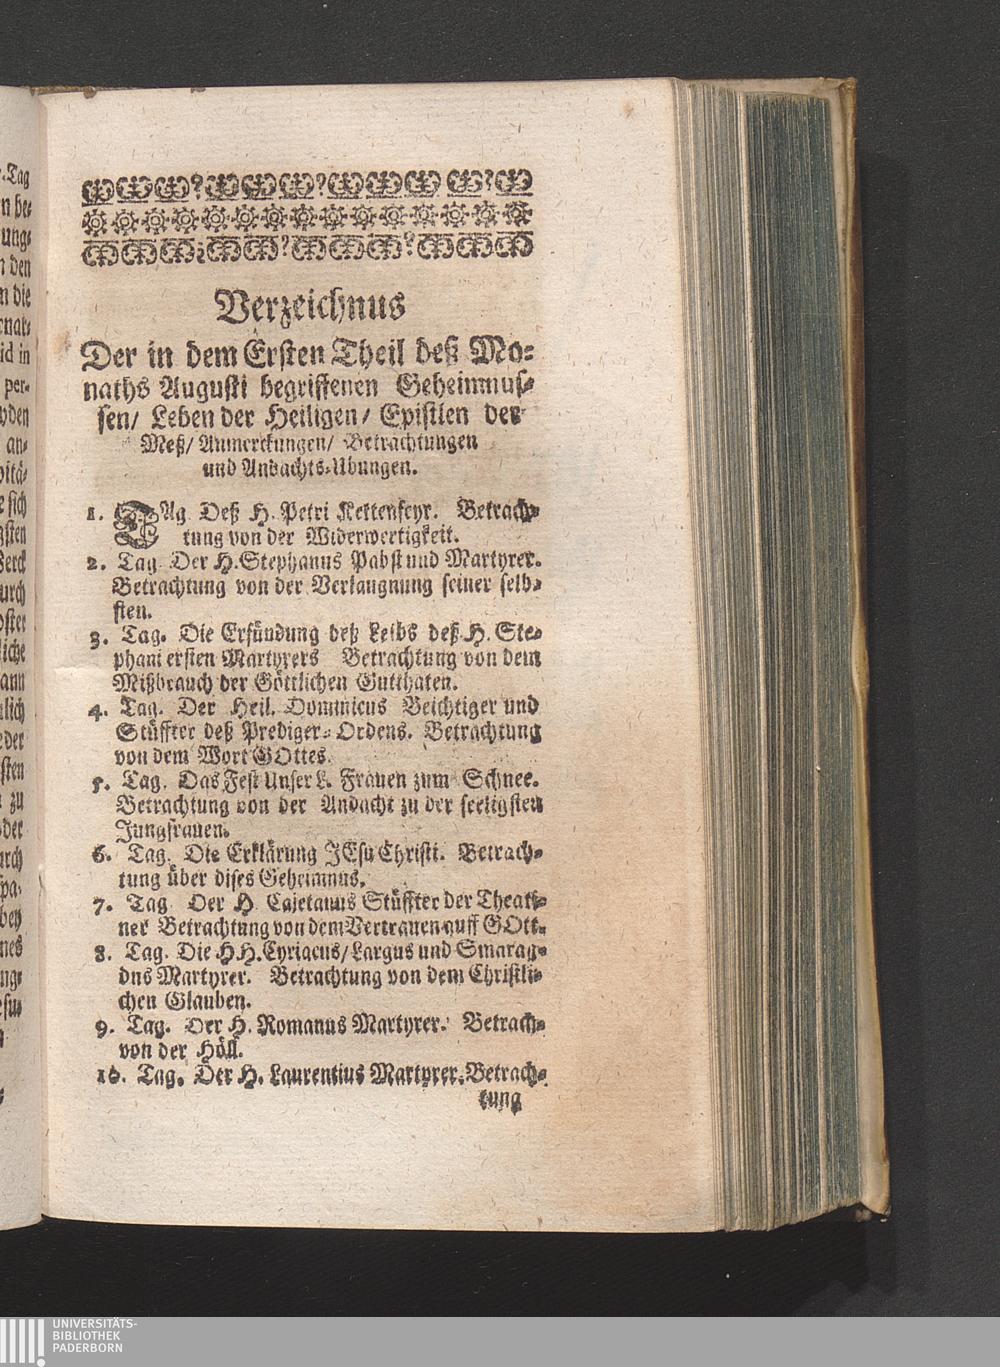 Verzeichnus
Der in dem Ersten Theil deß Mo-
naths Augusti begriffenen Geheimnus-
sen/ Leben der Heiligen/ Epistlen der
Meß/ Anmerckungen/ Betrachtungen
und Andachts-Ubungen.
1. TAg. Deß H. Petri Kettenfeyr. Betrach-
tung von der Widerwertigkeit.
2. Tag. Der H. Stephanus Pabst und Martyrer.
Betrachtung von der Verlaugnung seiner selb-
sten.
3. Tag. Die Erfündung deß Leibs deß H. Ste-
phani ersten Martyrers Betrachtung von dem
Mißbrauch der Göttlichen Gutthaten.
4. Tag. Der Heil. Dominicus Beichtiger und
Stüffter deß Prediger-Ordens. Betrachtung
von dem Wort GOttes.
5. Tag. Das Fest Unser L. Frauen zum Schnee.
Betrachtung von der Andacht zu der seeligsten
Jungfrauen.
6. Tag. Die Erklärung JEsu Christi. Betrach-
tung über dises Geheimnus.
7. Tag. Der H. Cajetanus Stüffter der Theati-
ner Betrachtung von dem Vertrauen auff GOtt.
8. Tag. Die H H. Cyriacus/ Largus und Smarag-
dus Martyrer. Betrachtung von dem Christli-
chen Glauben.
9. Tag. Der H. Romanus Martyrer. Betrach-
von der Höll.
10. Tag. Der H. Laurentius Martyrer. Betrach-
tung
UNIVERSITÄTS-
BIBLIOTHEK
PADERBORN